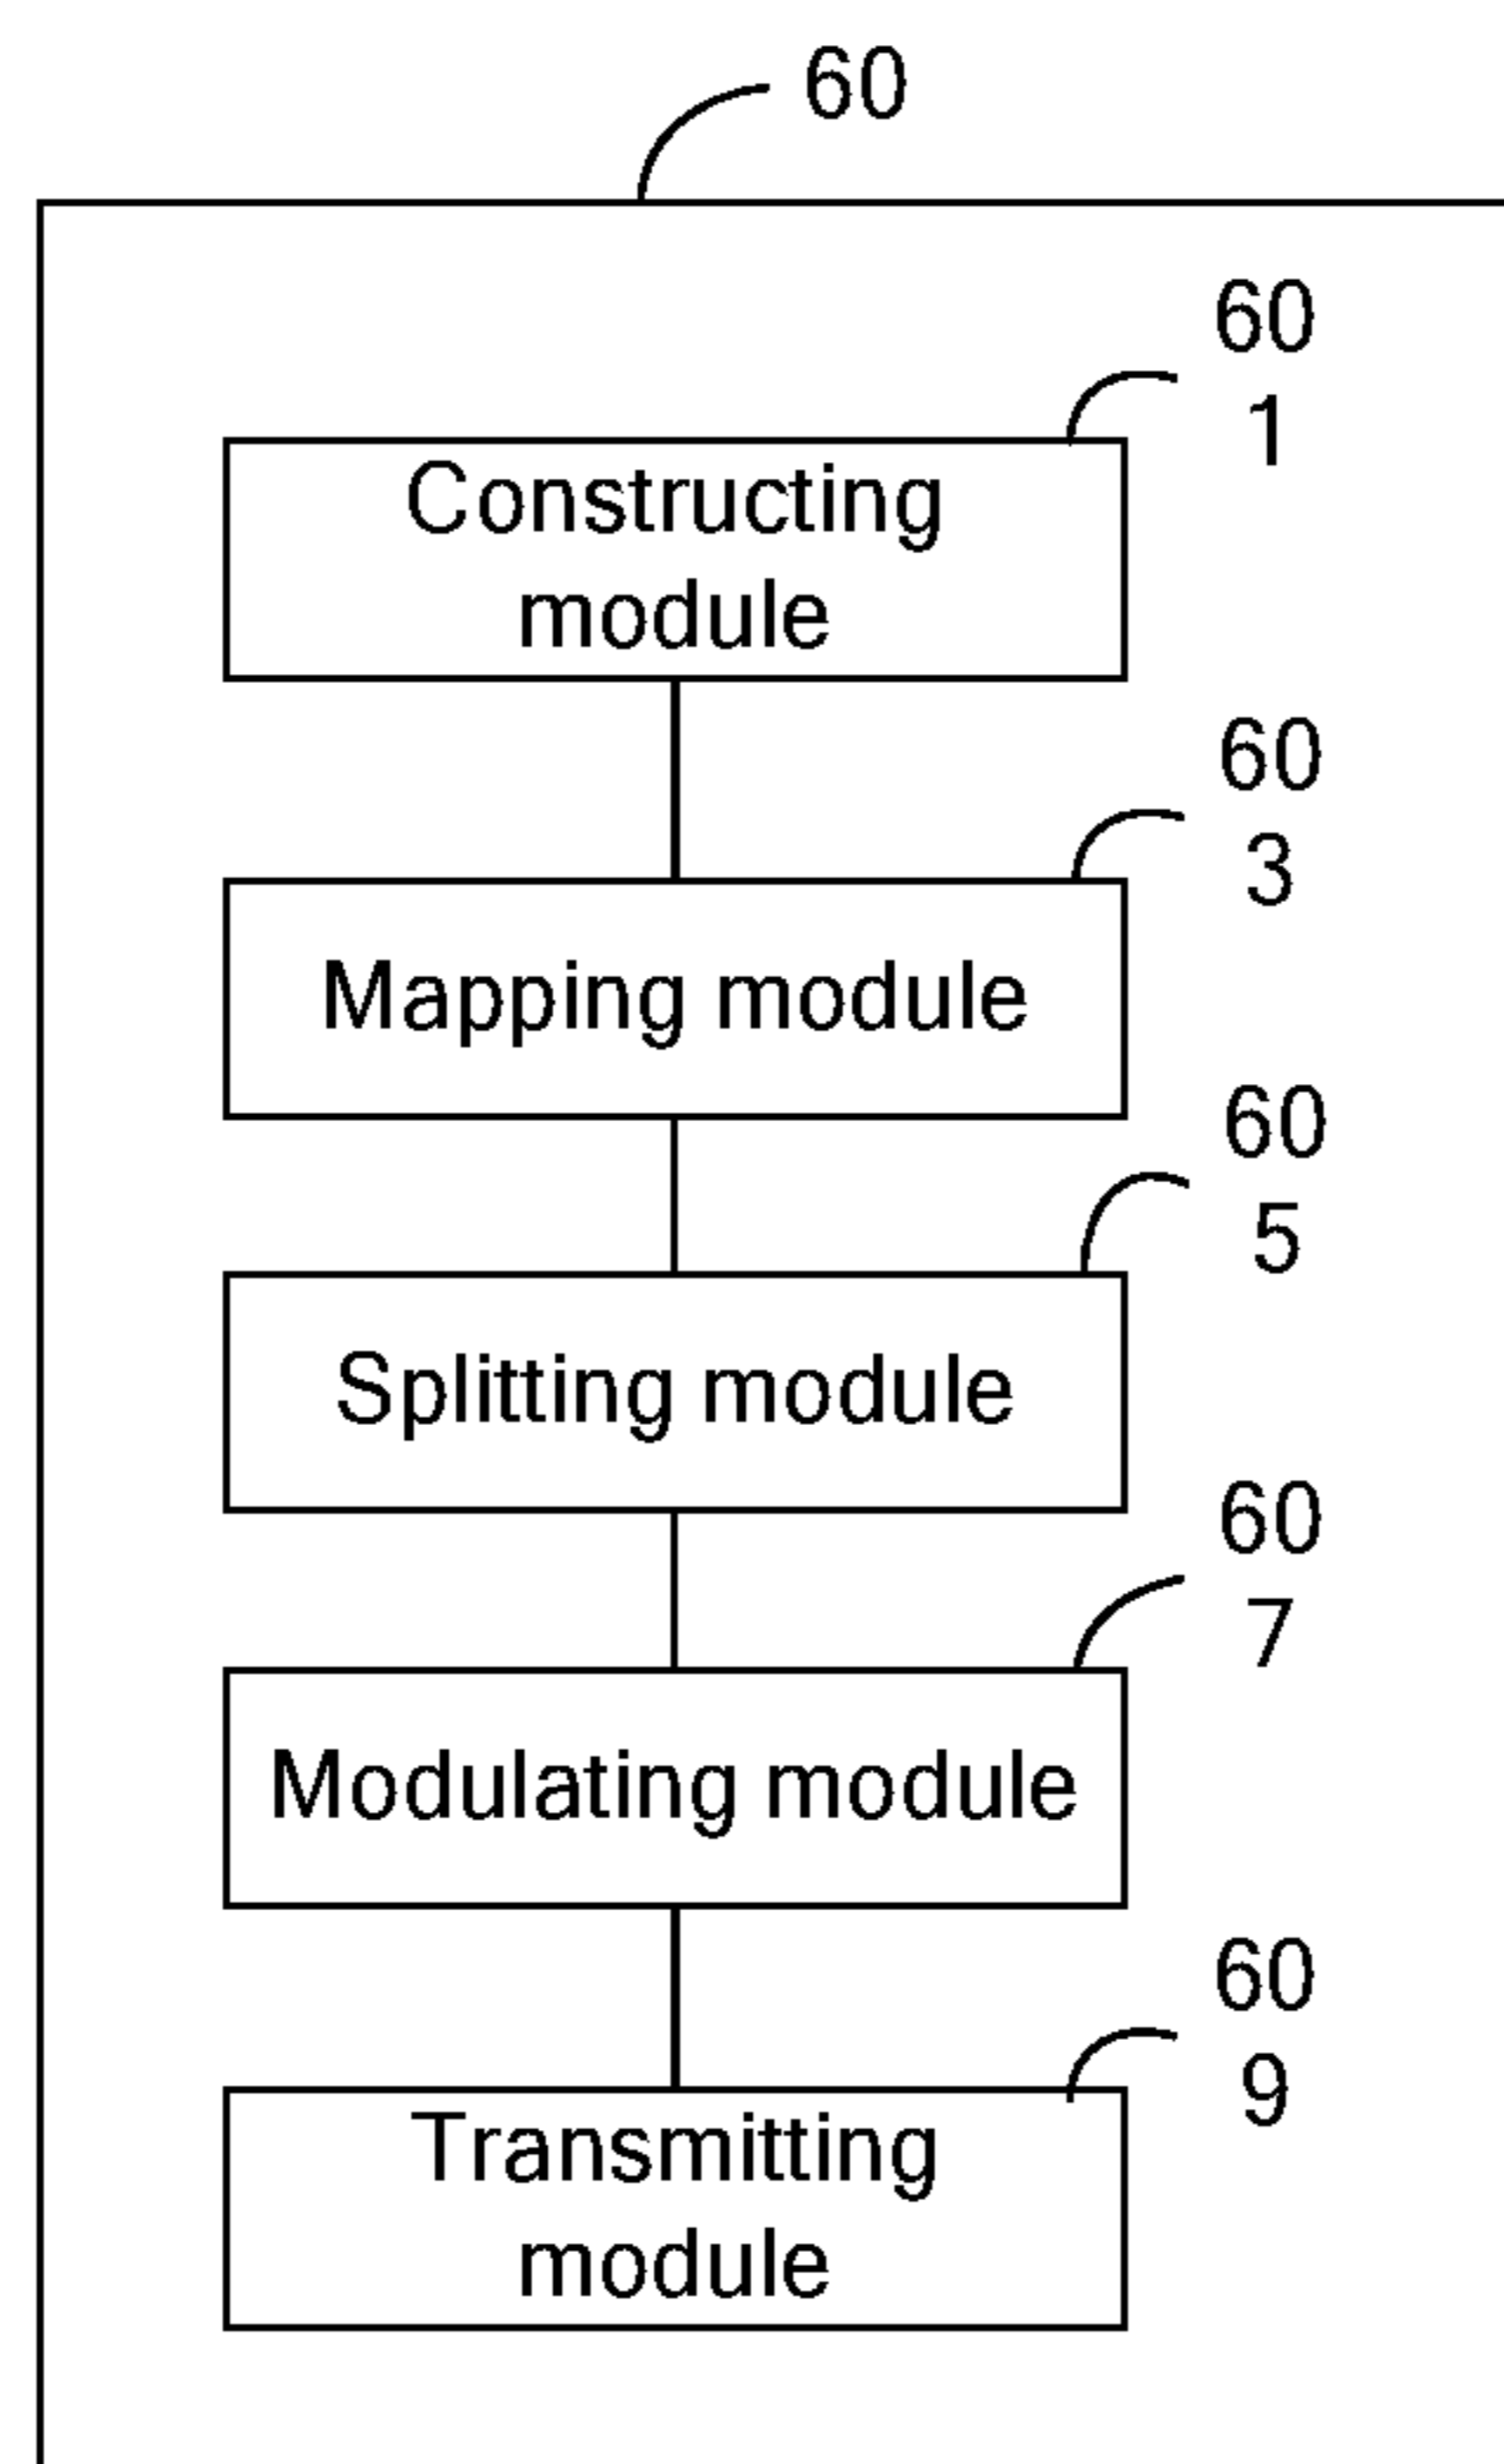 60
60
1
Constructing
module
60
3
Mapping module
60
5
Splitting module
60
7
Modulating module
60
9
Transmitting
module